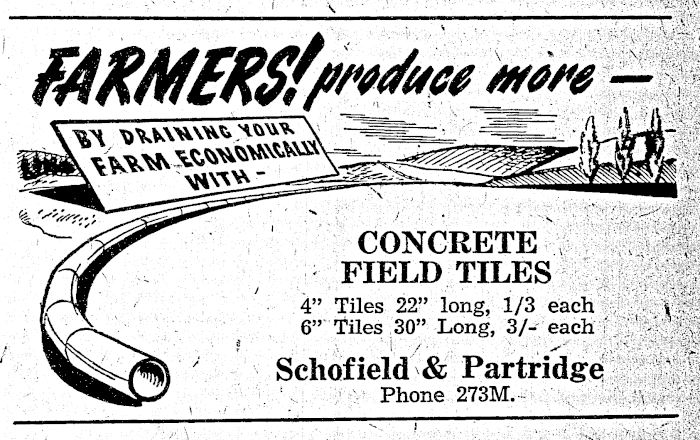 FARMERS! produce more —
BY DRAINING YOUR
FARM ECONOMICALLY
WITH -
CONCRETE
FIELD TILES
4” Tiles 22” long, 1/3 each
6” Tiles 30” Long, 3/- each
Schofield & Partridge
Phone 273M.